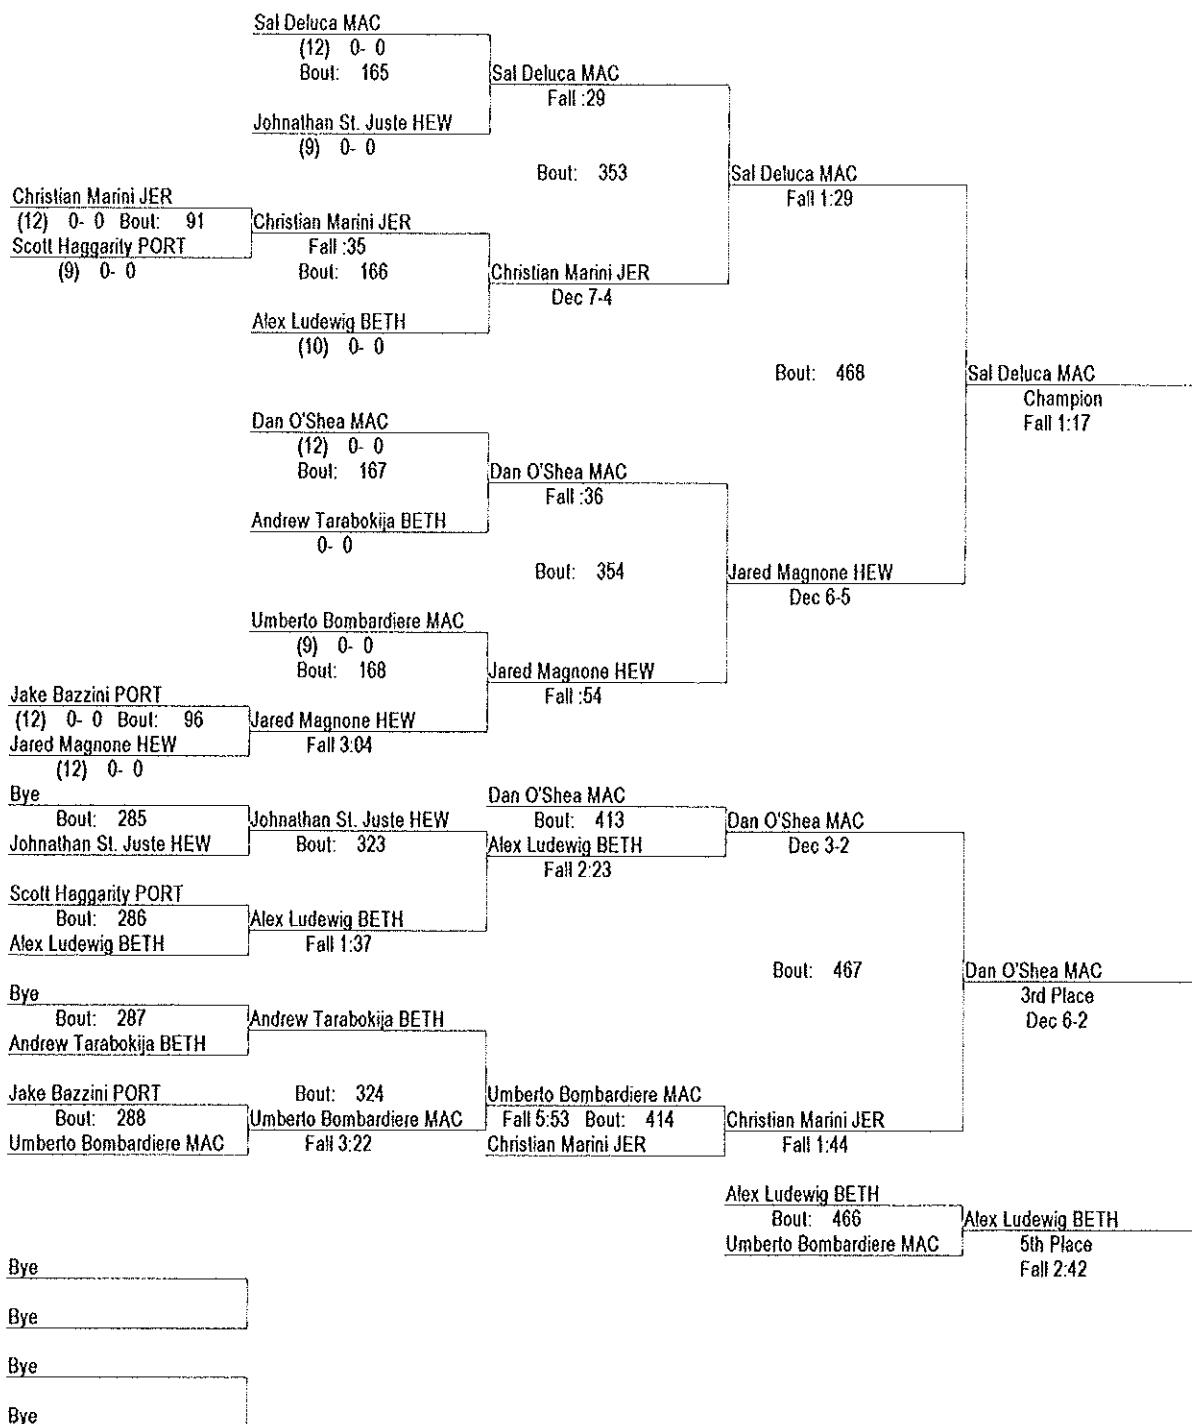 Sal Deluca MAC
(12) 0- 0
Bout: 165
Sal Deluca MAC
Fall :29
Johnathan St. Juste HEW
(9) 0- 0
Bout: 353
Sal Deluca MAC
Fall 1:29
Christian Marini JER
(12) 0- 0 Bout: 91
Scott Haggarity PORT
(9) 0- 0
Christian Marini JER
Fall :35
Bout: 166
Christian Marini JER
Dec 7-4
Alex Ludewig BETH
(10) 0- 0
Bout: 468
Sal Deluca MAC
Champion
Fall 1:17
Dan O'Shea MAC
(12) 0- 0
Bout: 167
Dan O'Shea MAC
Fall :36
Andrew Tarabokija BETH
0- 0
Bout: 354
Jared Magnone HEW
Dec 6-5
Umberto Bombardiere MAC
(9) 0- 0
Bout: 168
Jared Magnone HEW
Fall :54
Jake Bazzini PORT
(12) 0- 0 Bout: 96
Jared Magnone HEW
(12) 0- 0
Jared Magnone HEW
Fall 3:04
Bye
Bout: 285
Johnathan St. Juste HEW
Johnathan St. Juste HEW
Bout: 323
Dan O'Shea MAC
Bout: 413
Alex Ludewig BETH
Fall 2:23
Dan O'Shea MAC
Dec 3-2
Scott Haggarity PORT
Bout: 286
Alex Ludewig BETH
Alex Ludewig BETH
Fall 1:37
Bout: 467
Dan O'Shea MAC
3rd Place
Dec 6-2
Bye
Bout: 287
Andrew Tarabokija BETH
Andrew Tarabokija BETH
Jake Bazzini PORT
Bout: 288
Umberto Bombardiere MAC
Bout: 324
Umberto Bombardiere MAC
Fall 3:22
Umberto Bombardiere MAC
Fall 5:53 Bout: 414
Christian Marini JER
Christian Marini JER
Fall 1:44
Alex Ludewig BETH
Bout: 466
Umberto Bombardiere MAC
Alex Ludewig BETH
5th Place
Fall 2:42
Bye
Bye
Bye
Bye